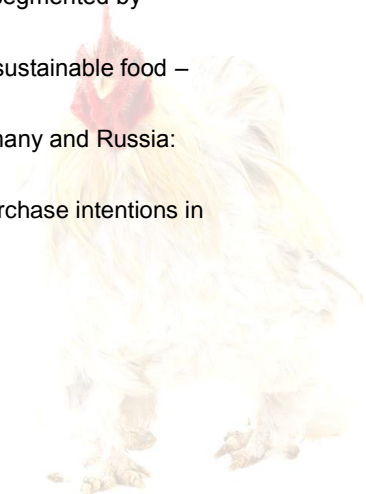 segmented by
sustainable food –
many and Russia:
rchase intentions in